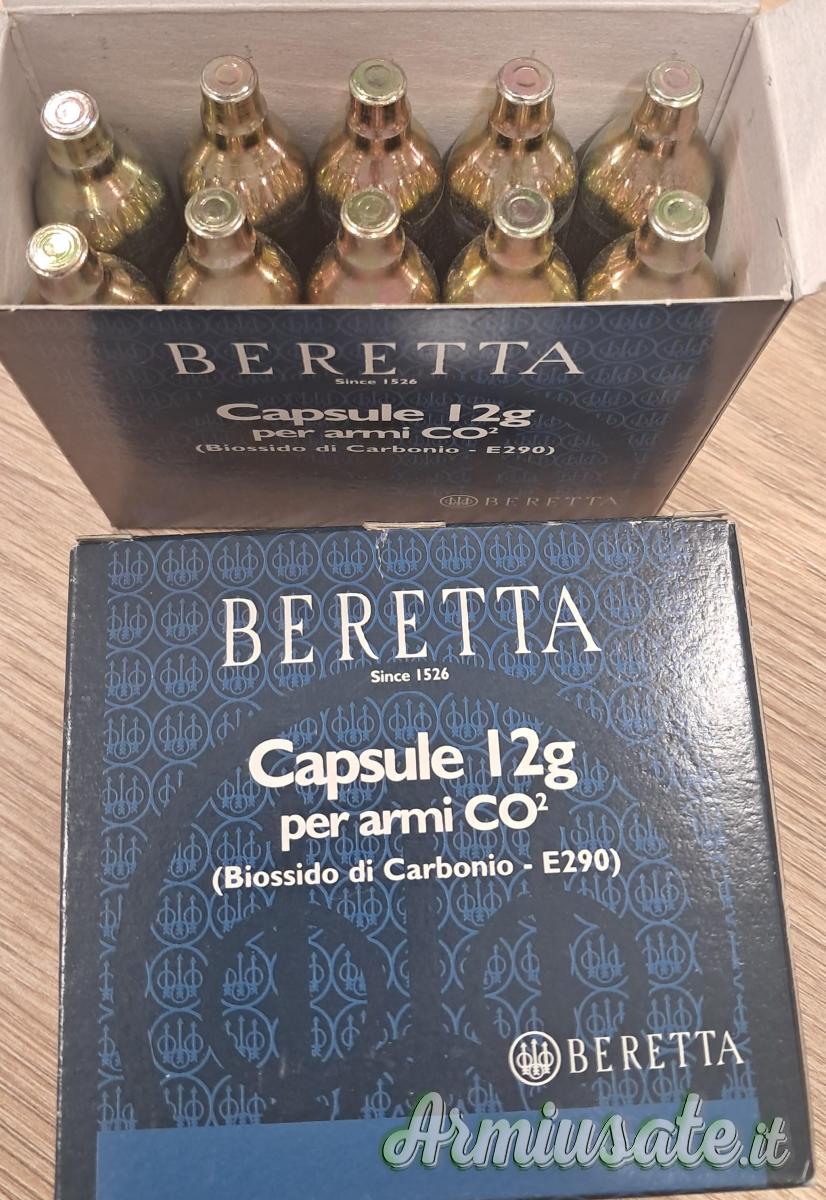 BERETTA
Since 1526
Capsule 12g
per armi CO²
(Biossido di Carbonio - E290)
BERETTA
BERETTA
Since 1526
Capsule 12g
per armi CO²
(Biossido di Carbonio - E290)
BERETTA
Armiusate.it